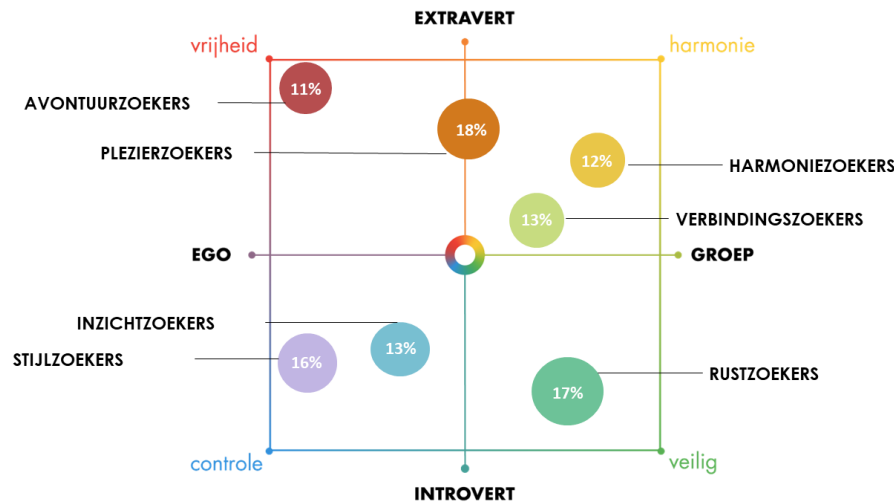 EXTRAVERT
vrijheid
harmonie
11%
AVONTUURZOEKERS
18%
PLEZIERZOEKERS
12%
HARMONIEZOEKERS
13%
VERBINDINGSZOEKERS
EGO
GROEP
INZICHTZOEKERS
13%
STIJLZOEKERS
16%
RUSTZOEKERS
17%
controle
veilig
INTROVERT